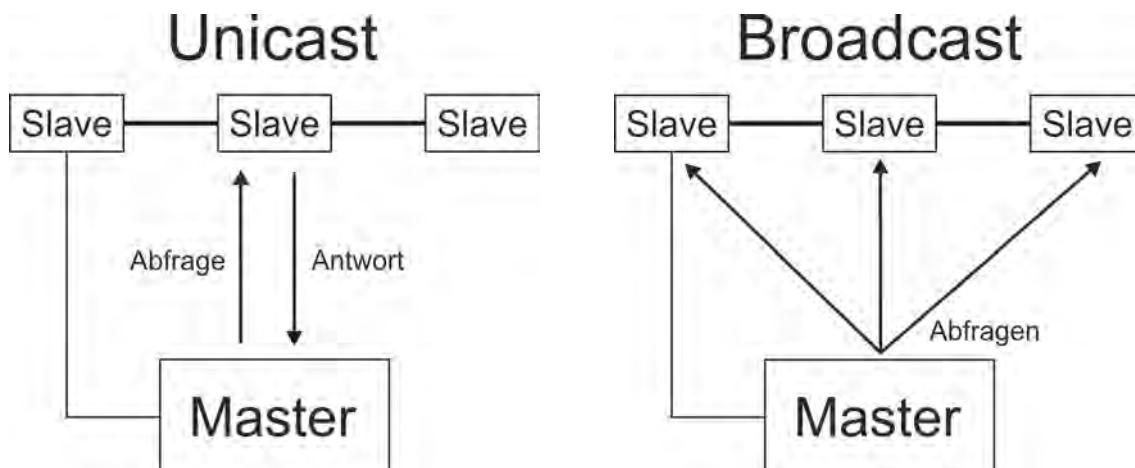 Unicast
Slave Slave Slave
Abfrage Antwort
Master
Broadcast
Slave Slave Slave
Abfragen
Master